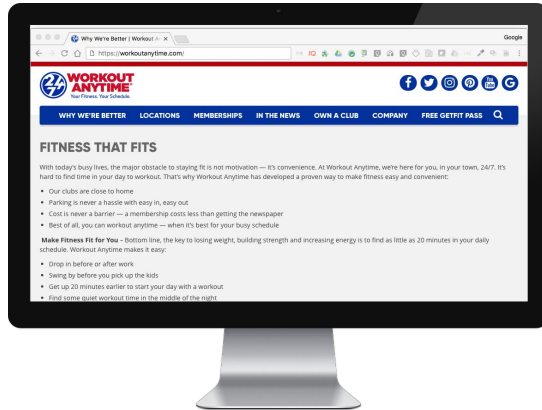 Why We're Better | Workout A
Google
https://workoutanytime.com/
24/7
WORKOUT
ANYTIME
Your Fitness. Your Schedule.
WHY WE'RE BETTER LOCATIONS MEMBERSHIPS IN THE NEWS OWN A CLUB COMPANY FREE GETFIT PASS
FITNESS THAT FITS
With today's busy lives, the major obstacle to staying fit is not motivation — it's convenience. At Workout Anytime, we're here for you, in your town, 24/7. It's
hard to find time in your day to workout. That's why Workout Anytime has developed a proven way to make fitness easy and convenient:
• Our clubs are close to home
• Parking is never a hassle with easy in, easy out
• Cost is never a barrier — a membership costs less than getting the newspaper
• Best of all, you can workout anytime — when it's best for your busy schedule
Make Fitness Fit for You – Bottom line, the key to losing weight, building strength and increasing energy is to find as little as 20 minutes in your daily
schedule. Workout Anytime makes it easy:
• Drop in before or after work
• Swing by before you pick up the kids
• Get up 20 minutes earlier to start your day with a workout
• Find some quiet workout time in the middle of the night